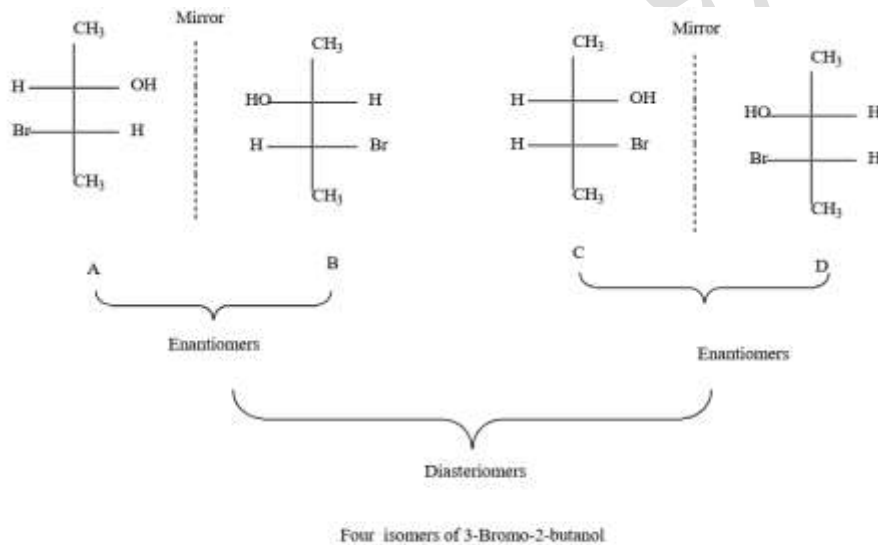 Mirror
Mirror
CH3
CH3
CH3
CH3
H OH
HO H
H OH
HO H
Br H
H Br
H Br
Br H
CH3
CH3
CH3
CH3
A
B
C
D
Enantiomers
Enantiomers
Diasteriomers
Four isomers of 3-Bromo-2-butanol